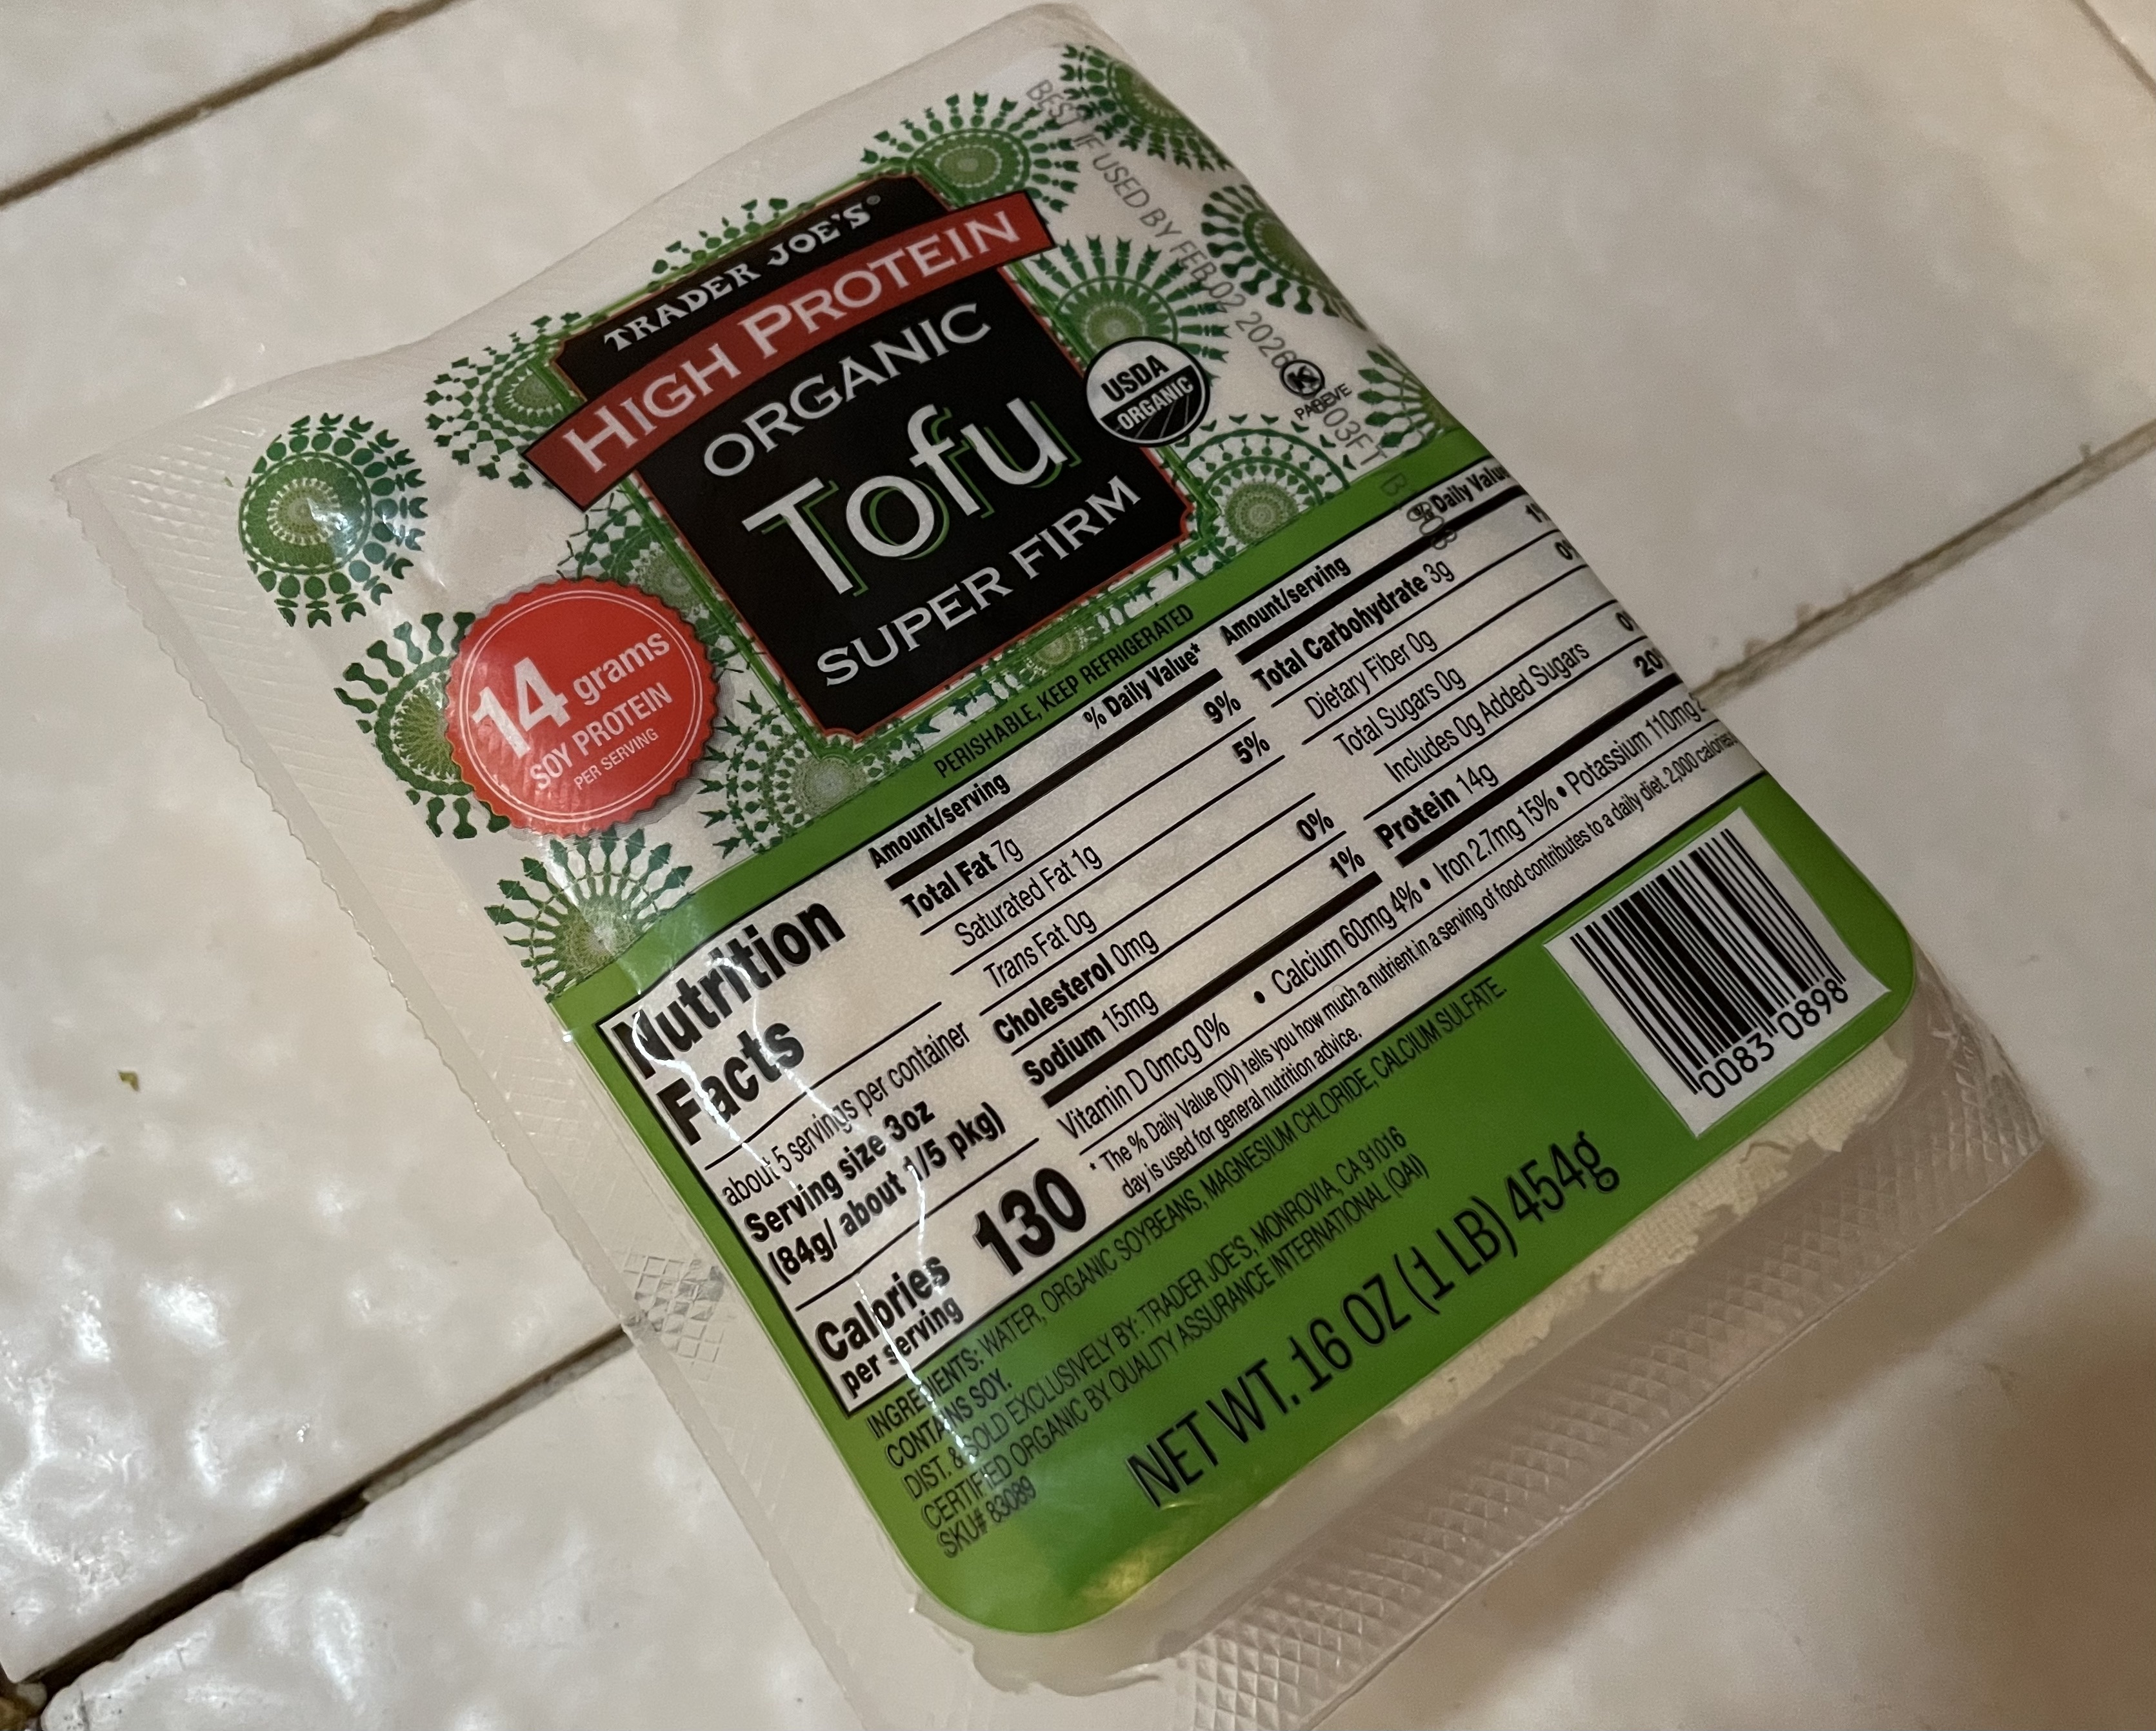 BEST IF USED BY FEB 02 2026
TRADER JOE'S®
HIGH PROTEIN
ORGANIC
Tofu
SUPER FIRM
USDA
ORGANIC
K
PAREVE
14 grams
SOY PROTEIN
PER SERVING
PERISHABLE, KEEP REFRIGERATED
Nutrition
Facts
about 5 servings per container
Serving size 3oz
(84g/ about 1/5 pkg)
Calories 130
per serving
Amount/serving % Daily Value*
Total Fat 7g 9%
Saturated Fat 1g 5%
Trans Fat 0g
Cholesterol 0mg 0%
Sodium 15mg 1%
Amount/serving % Daily Value
Total Carbohydrate 3g
Dietary Fiber 0g
Total Sugars 0g
Includes 0g Added Sugars
Protein 14g
Vitamin D 0mcg 0% • Calcium 60mg 4% • Iron 2.7mg 15% • Potassium 110mg
* The % Daily Value (DV) tells you how much a nutrient in a serving of food contributes to a daily diet. 2,000 calories
day is used for general nutrition advice.
INGREDIENTS: WATER, ORGANIC SOYBEANS, MAGNESIUM CHLORIDE, CALCIUM SULFATE.
CONTAINS SOY.
DIST. & SOLD EXCLUSIVELY BY: TRADER JOE'S, MONROVIA, CA 91016
CERTIFIED ORGANIC BY QUALITY ASSURANCE INTERNATIONAL (QAI)
SKU# 83089
0083 0898
NET WT. 16 OZ (1 LB) 454g